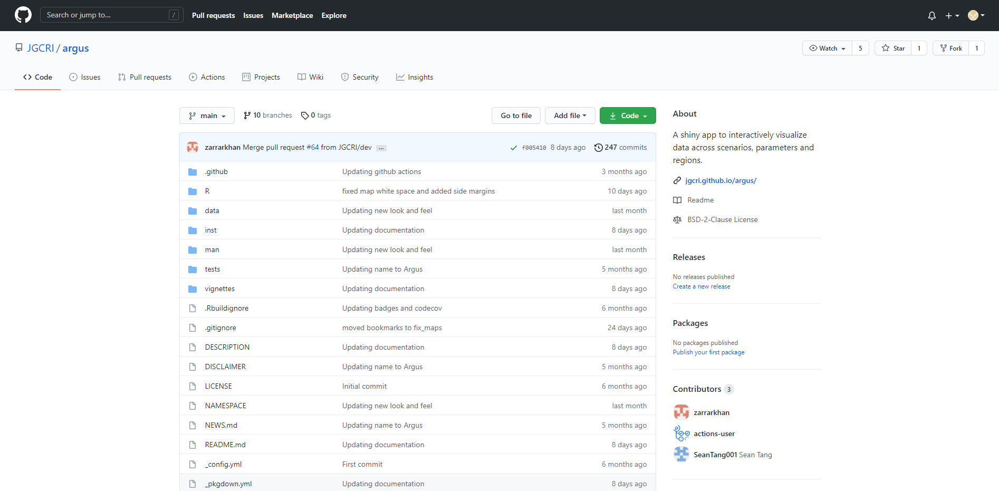 Search or jump to... / Pull requests Issues Marketplace Explore
JGCRI / argus Watch 5 Star 1 Fork 1
Code Issues Pull requests Actions Projects Wiki Security Insights
main 10 branches 0 tags Go to file Add file Code
zarrarkhan Merge pull request #64 from JGCRI/dev ... f005410 8 days ago 247 commits
.github Updating github actions 3 months ago
R fixed map white space and added side margins 10 days ago
data Updating new look and feel last month
inst Updating documentation 8 days ago
man Updating new look and feel last month
tests Updating name to Argus 5 months ago
vignettes Updating documentation 8 days ago
.Rbuildignore Updating badges and codecov 6 months ago
.gitignore moved bookmarks to fix_maps 24 days ago
DESCRIPTION Updating documentation 8 days ago
DISCLAIMER Updating name to Argus 5 months ago
LICENSE Initial commit 6 months ago
NAMESPACE Updating new look and feel last month
NEWS.md Updating name to Argus 5 months ago
README.md Updating documentation 8 days ago
_config.yml First commit 6 months ago
_pkgdown.yml Updating documentation 8 days ago
About
A shiny app to interactively visualize
data across scenarios, parameters and
regions.
jgcri.github.io/argus/
Readme
BSD-2-Clause License
Releases
No releases published
Create a new release
Packages
No packages published
Publish your first package
Contributors 3
zarrarkhan
actions-user
SeanTang001 Sean Tang